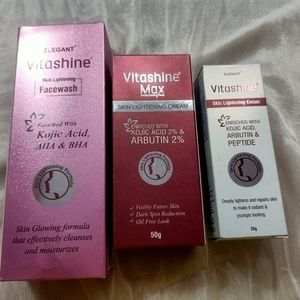 ELEGANT
Vitashine
Skin Lightening
Facewash
Enriched With
Kojic Acid,
AHA & BHA
Skin Glowing formula
that effectively cleanses
and moisturizes
Vitashine
Max
SKIN LIGHTENING CREAM
ENRICHED WITH
KOJIC ACID 2% &
ARBUTIN 2%
✓ Visibly Fairer Skin
✓ Dark Spot Reduction
✓ Oil Free Look
50g
ELEGANT
Vitashine
Skin Lightening Cream
ENRICHED WITH
KOJIC ACID,
ARBUTIN &
PEPTIDE
Deeply lightens and repairs skin
to make it radiant &
younger looking.